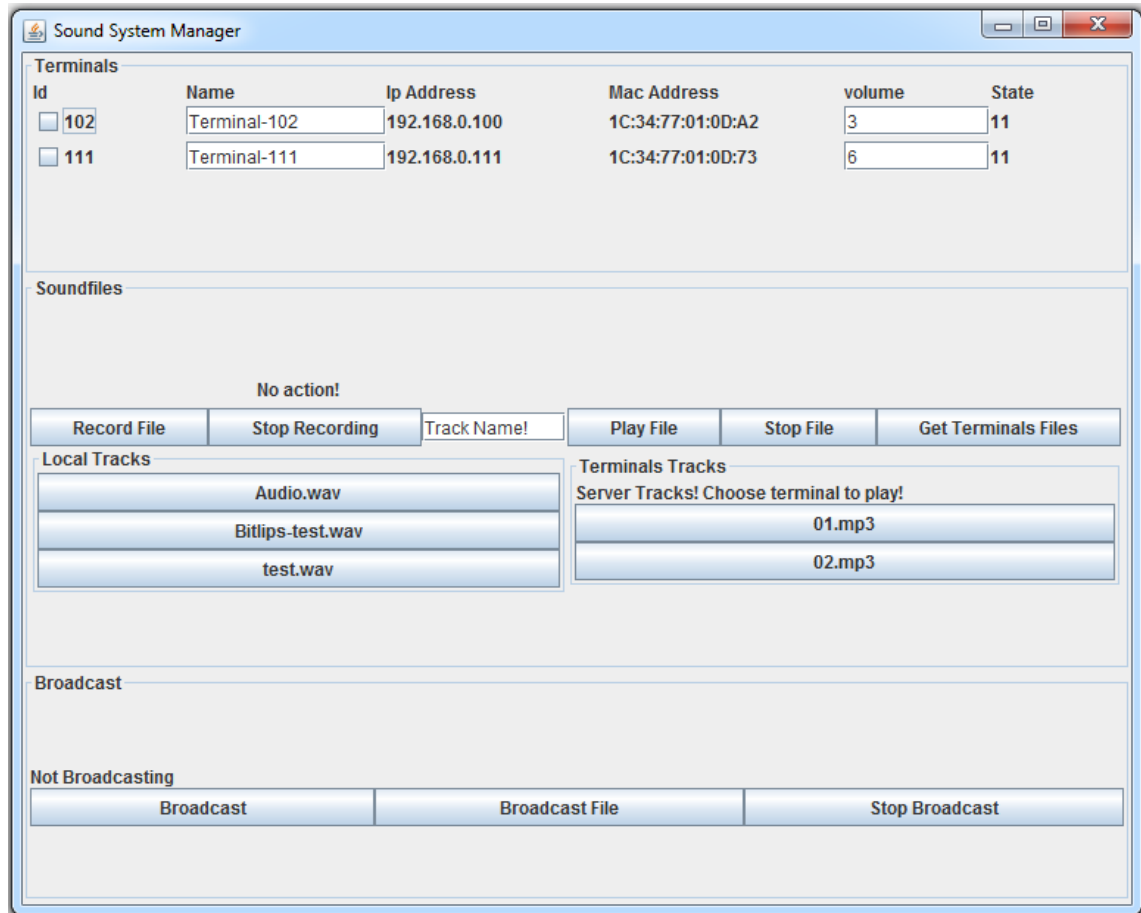 Sound System Manager
Terminals
Id Name Ip Address Mac Address volume State
102 Terminal-102 192.168.0.100 1C:34:77:01:0D:A2 3 11
111 Terminal-111 192.168.0.111 1C:34:77:01:0D:73 6 11
Soundfiles
No action!
Record File Stop Recording Track Name! Play File Stop File Get Terminals Files
Local Tracks
Audio.wav
Bitlips-test.wav
test.wav
Terminals Tracks
Server Tracks! Choose terminal to play!
01.mp3
02.mp3
Broadcast
Not Broadcasting
Broadcast Broadcast File Stop Broadcast